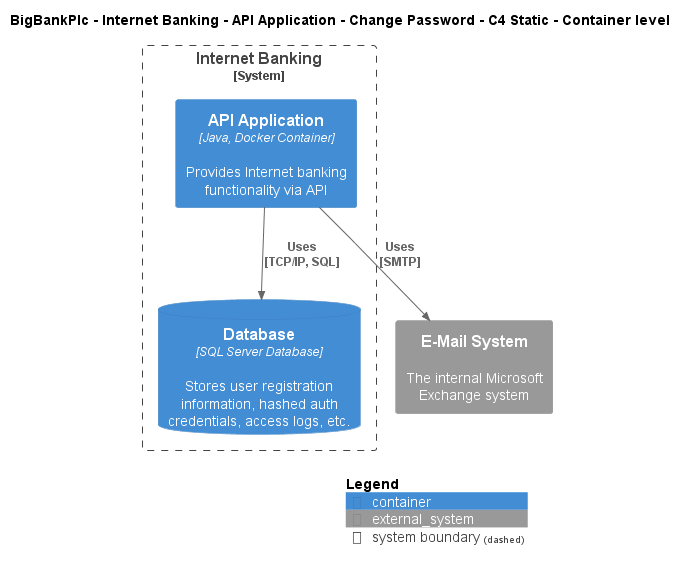 BigBankPlc - Internet Banking - API Application - Change Password - C4 Static - Container level
Internet Banking
[System]
API Application
[Java, Docker Container]
Provides Internet banking
functionality via API
Uses
[TCP/IP, SQL]
Uses
[SMTP]
Database
[SQL Server Database]
Stores user registration
information, hashed auth
credentials, access logs, etc.
E-Mail System
The internal Microsoft
Exchange system
Legend
container
external_system
system boundary (dashed)